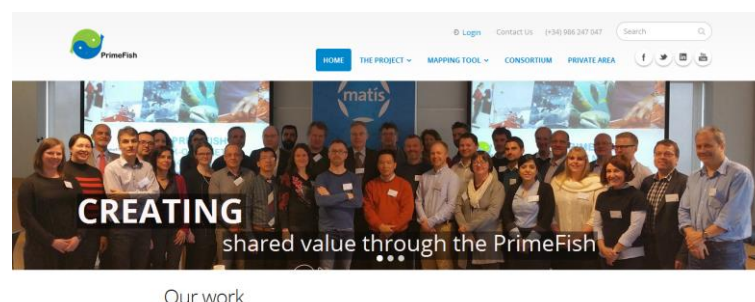 Login Contact Us (+34) 986 247 047 Search
PrimeFish
HOME THE PROJECT MAPPING TOOL CONSORTIUM PRIVATE AREA
matís
CREATING
shared value through the PrimeFish
Our work